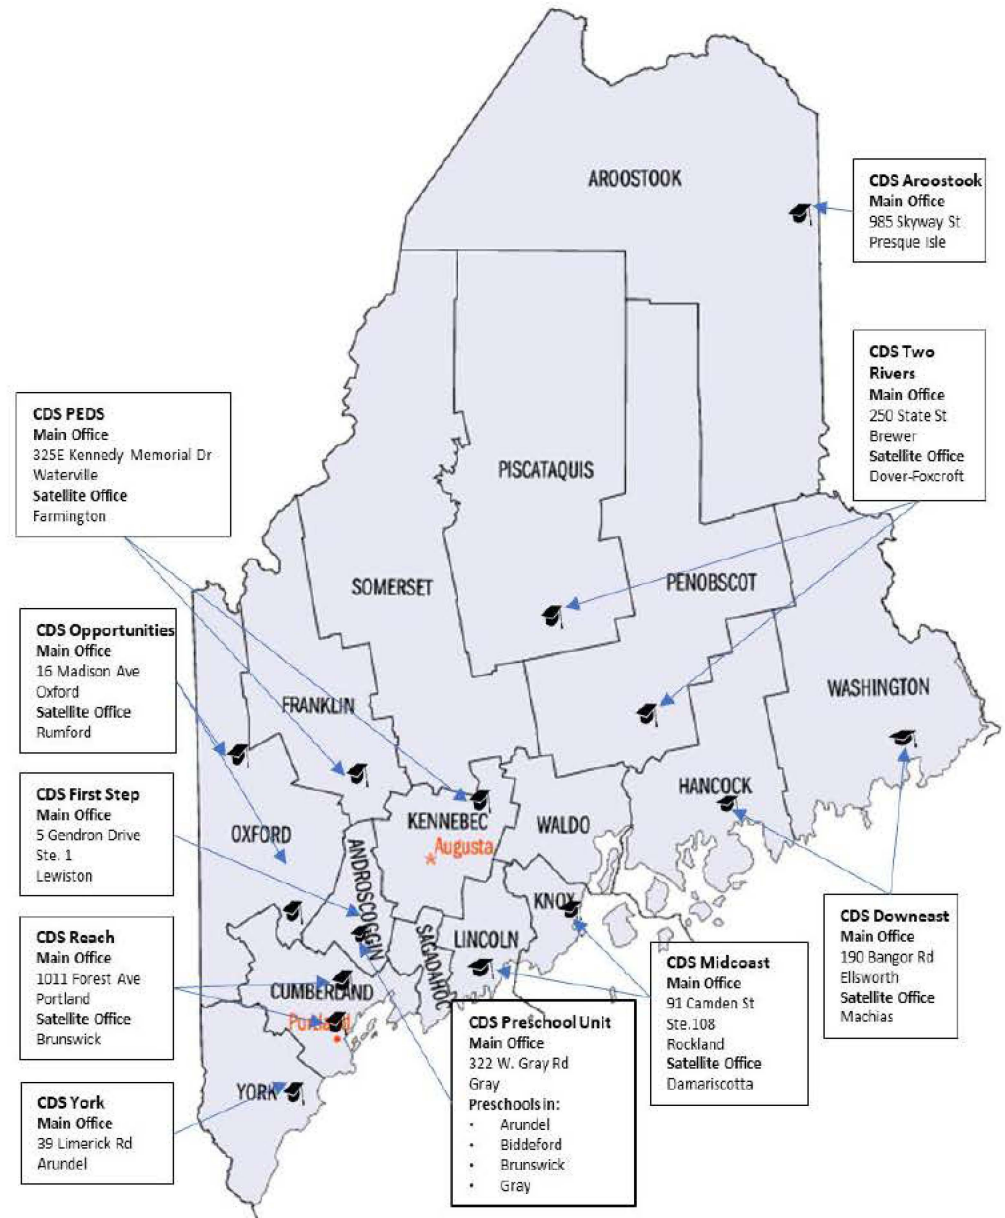 AROOSTOOK
CDS Aroostook
Main Office
985 Skyway St
Presque Isle
CDS Two
Rivers
Main Office
250 State St
Brewer
Satellite Office
Dover-Foxcroft
CDS PEDS
Main Office
325E Kennedy Memorial Dr
Waterville
Satellite Office
Farmington
PISCATAQUIS
SOMERSET
PENOBSCOT
CDS Opportunities
Main Office
16 Madison Ave
Oxford
Satellite Office
Rumford
FRANKLIN
WASHINGTON
HANCOCK
CDS First Step
Main Office
5 Gendron Drive
Ste. 1
Lewiston
OXFORD
ANDROSCOGGIN
KENNEBEC
Augusta
WALDO
KNOX
LINCOLN
SAGADAHOC
CDS Reach
Main Office
1011 Forest Ave
Portland
Satellite Office
Brunswick
CUMBERLAND
Portland
CDS Downeast
Main Office
190 Bangor Rd
Ellsworth
Satellite Office
Machias
CDS Midcoast
Main Office
91 Camden St
Ste.108
Rockland
Satellite Office
Damariscotta
CDS Preschool Unit
Main Office
322 W. Gray Rd
Gray
Preschools in:
· Arundel
· Biddeford
· Brunswick
· Gray
YORK
CDS York
Main Office
39 Limerick Rd
Arundel